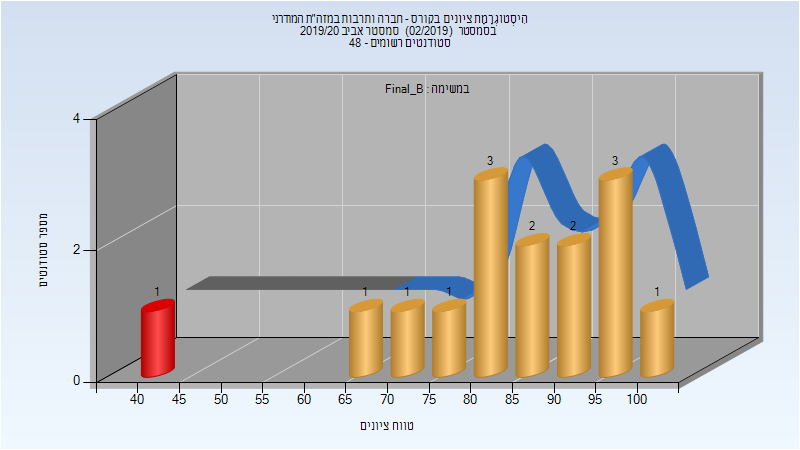 היסטוגרמת ציונים בקורס - חברה ותרבות במזה"ת המודרני
בסמסטר (02/2019) סמסטר אביב 2019/20
סטודנטים רשומים - 48
במשימה : Final_B
מספר סטודנטים
4
2
0
1
1
1
1
3
2
2
3
1
40 45 50 55 60 65 70 75 80 85 90 95 100
טווח ציונים